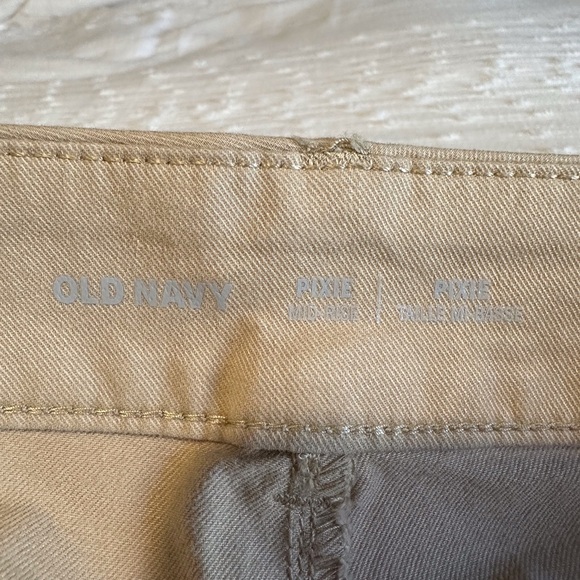 OLD NAVY
PIXIE
MID-RISE
PIXIE
TAILLE MI-BASSE